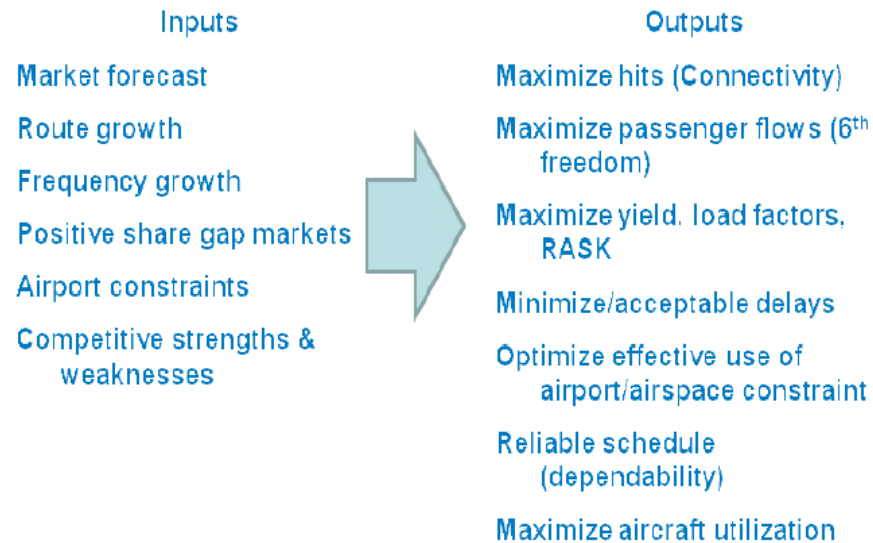 Inputs
Market forecast
Route growth
Frequency growth
Positive share gap markets
Airport constraints
Competitive strengths &
weaknesses
Outputs
Maximize hits (Connectivity)
Maximize passenger flows (6th
freedom)
Maximize yield, load factors,
RASK
Minimize/acceptable delays
Optimize effective use of
airport/airspace constraint
Reliable schedule
(dependability)
Maximize aircraft utilization